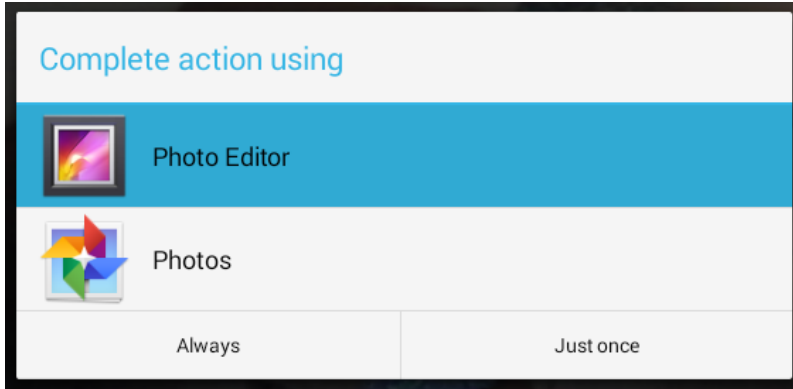 Complete action using
Photo Editor
Photos
Always
Just once